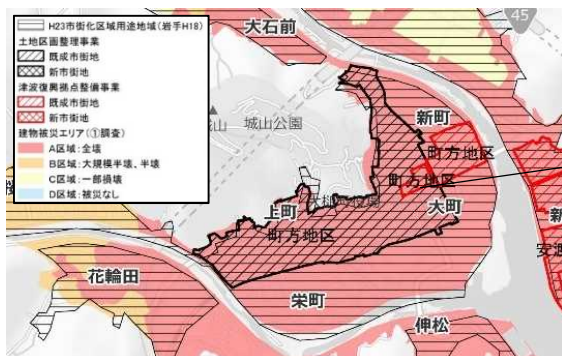 H23市街化区域用途地域(岩手H18)
土地区画整理事業
既成市街地
新市街地
津波復興拠点整備事業
既成市街地
新市街地
建物被災エリア(①調査)
A区域:全壊
B区域:大規模半壊、半壊
C区域:一部損壊
D区域:被災なし
大石前
45
城山公園
新町
町方地区
町方地区
上町
大町
町方地区
花輪田
栄町
伸松
新
安渡